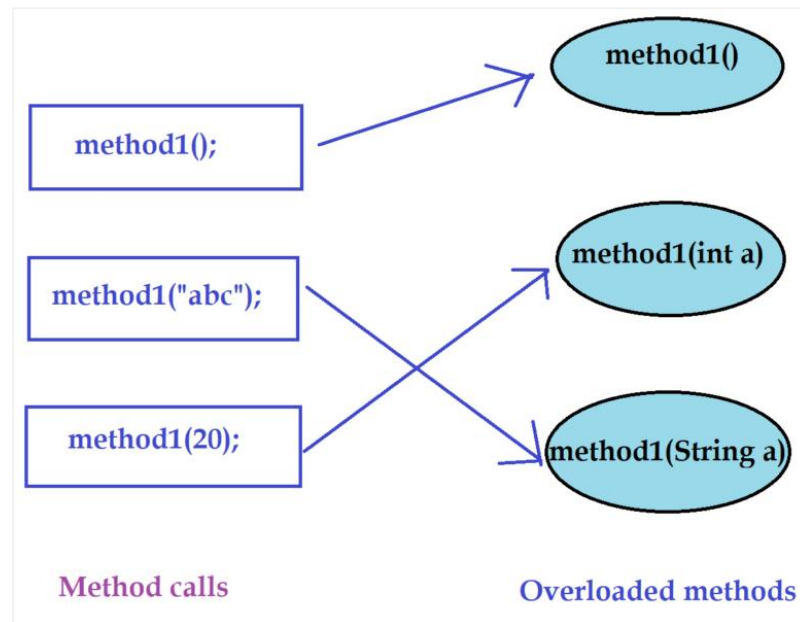 method1()
method1();
method1(int a)
method1("abc");
method1(20);
method1(String a)
Method calls
Overloaded methods